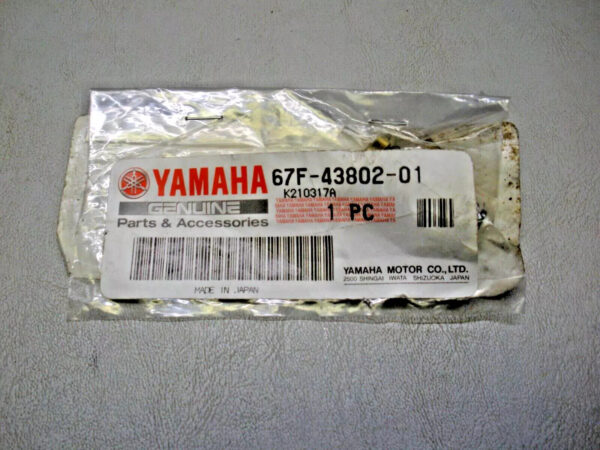 YAMAHA 67F-43802-01
K210317A
GENUINE
1 PC
Parts & Accessories
YAMAHA MOTOR CO., LTD.
2500 SHINGAI IWATA SHIZUOKA JAPAN
MADE IN JAPAN